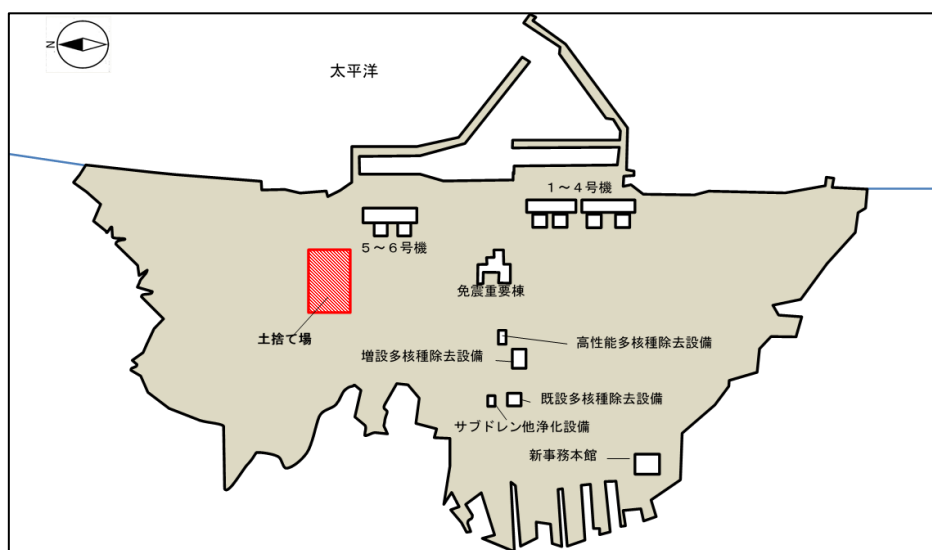 N
太平洋
1～4号機
5～6号機
免震重要棟
土捨て場
高性能多核種除去設備
増設多核種除去設備
既設多核種除去設備
サブドレン他浄化設備
新事務本館